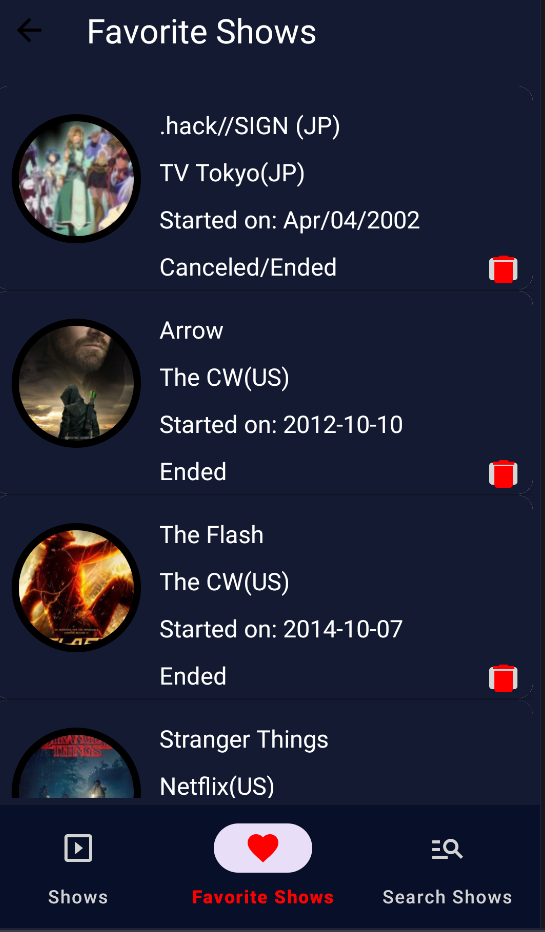 Favorite Shows
.hack//SIGN (JP)
TV Tokyo(JP)
Started on: Apr/04/2002
Canceled/Ended
Arrow
The CW(US)
Started on: 2012-10-10
Ended
The Flash
The CW(US)
Started on: 2014-10-07
Ended
Stranger Things
Netflix(US)
Shows
Favorite Shows
Search Shows